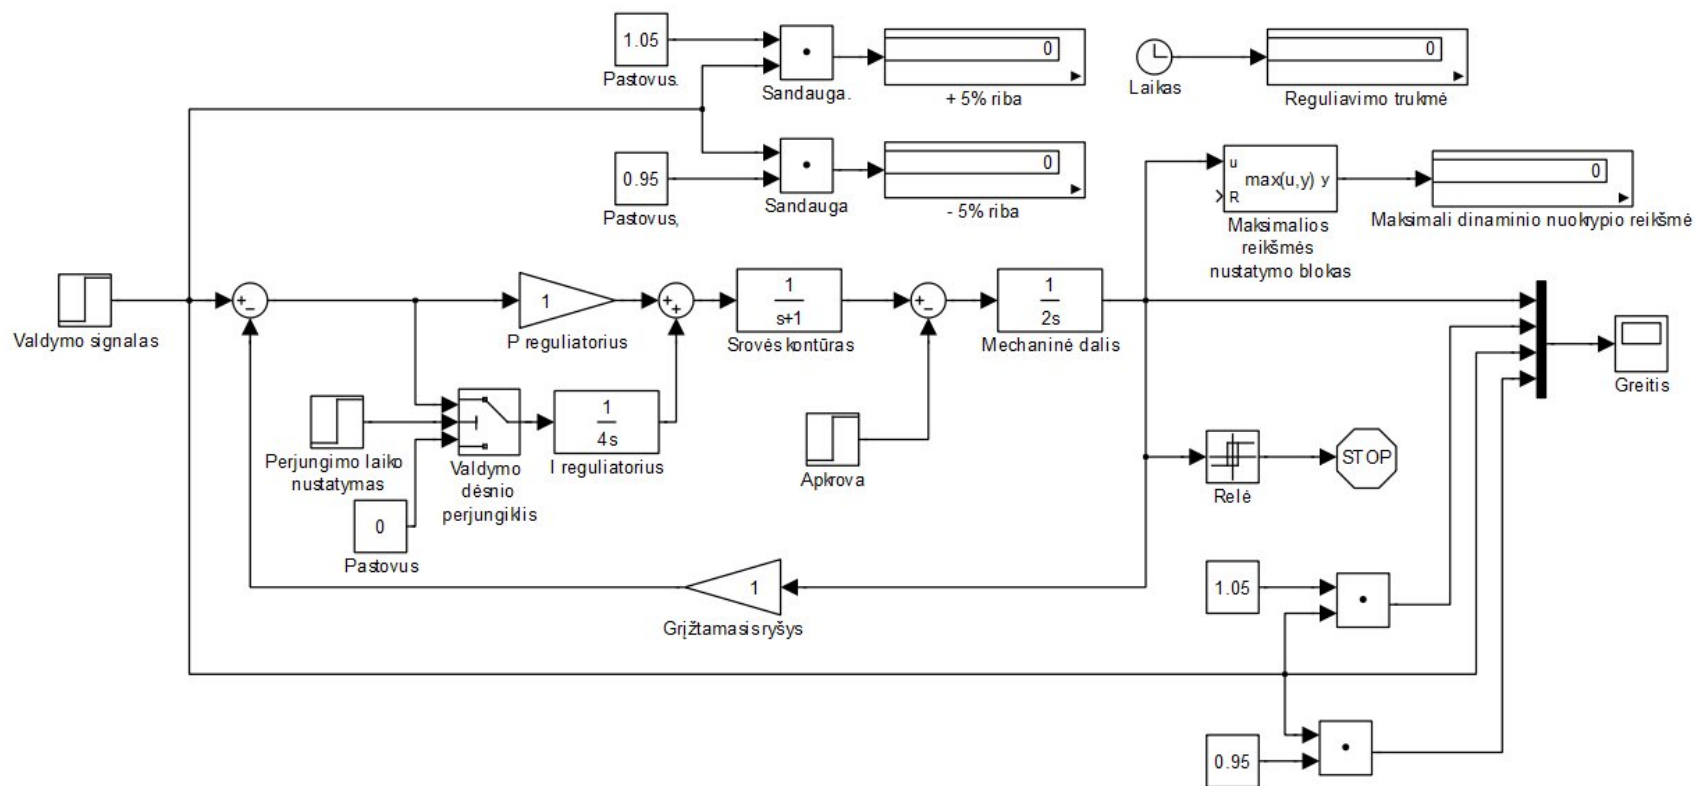 1.05
Pastovus.
Sandauga.
0
+ 5% riba
Laikas
0
Reguliavimo trukmė
0.95
Pastovus,
Sandauga
0
- 5% riba
u
R
max(u,y) y
Maksimalios
reikšmės
nustatymo blokas
0
Maksimali dinaminio nuokrypio reikšmė
Valdymo signalas
+
−
1
P reguliatorius
+
+
1
s+1
Srovės kontūras
+
−
1
2s
Mechaninė dalis
Greitis
Perjungimo laiko
nustatymas
Valdymo
dėsnio
perjungiklis
1
4s
I reguliatorius
Apkrova
Relė
STOP
0
Pastovus
1
Grįžtamasis ryšys
1.05
0.95